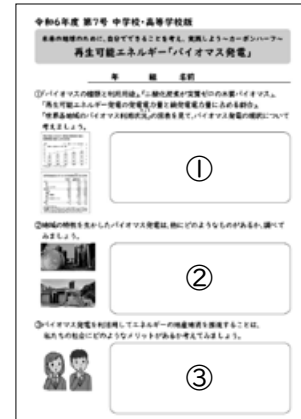 令和6年度 第7号 中学校・高等学校版
未来の地球のために、自分でできることを考え、実践しよう～カーボンハーフ～
再生可能エネルギー「バイオマス発電」
年 組 名前
①「バイオマスの種類と利用用途」、「二酸化炭素が実質ゼロの木質バイオマス」、
「再生可能エネルギー発電の発電電力量と総発電電力量に占める割合」、
「世界各地域のバイオマス利用状況」の図表を見て、バイオマス発電の現状について
考えましょう。
①
②地域の特性を生かしたバイオマス発電は、他にどのようなものがあるか、調べて
みましょう。
②
③バイオマス発電を利活用してエネルギーの地産地消を推進することは、
私たちの社会にどのようなメリットがあるか考えてみましょう。
③